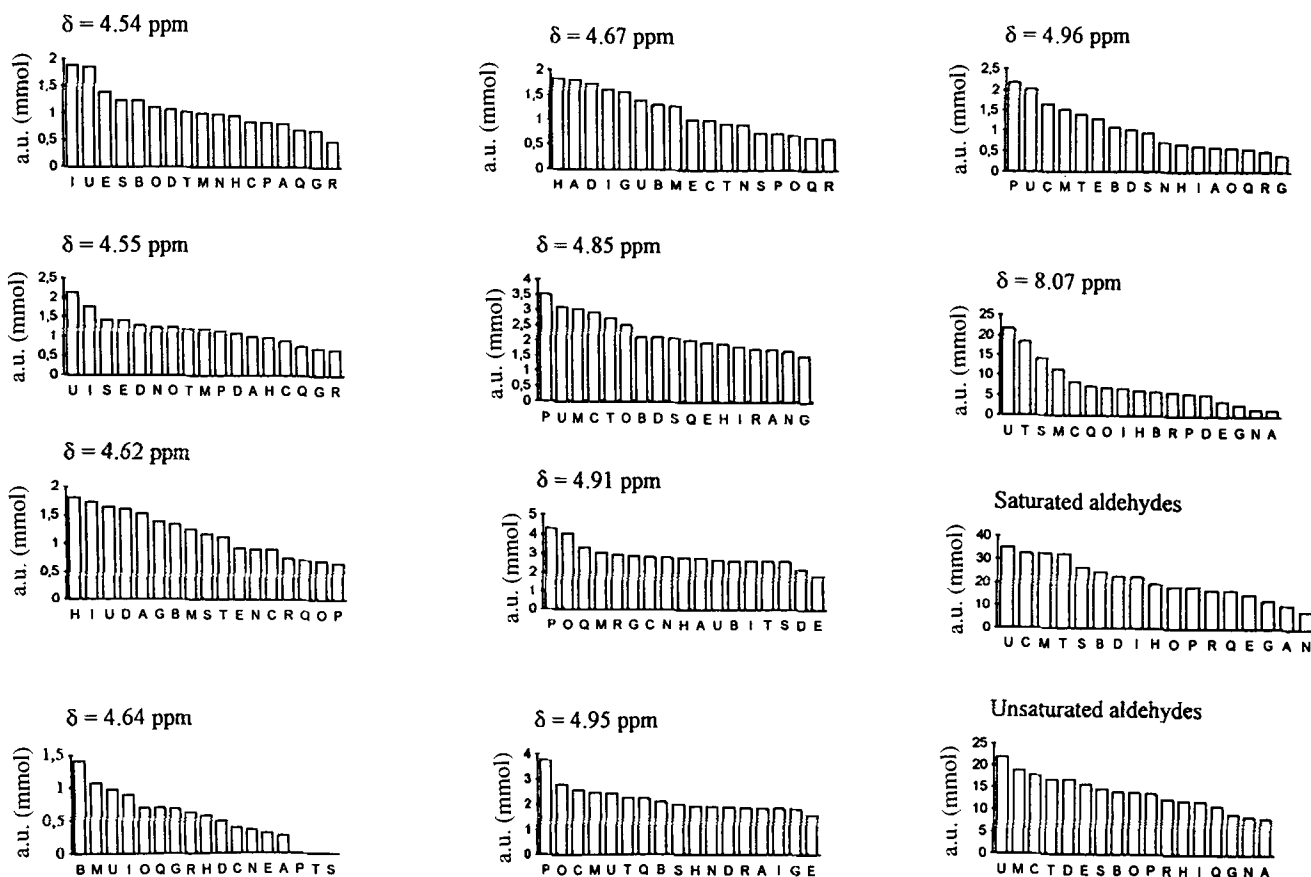 δ = 4.54 ppm
a.u. (mmol)
2
1,5
1
0,5
0
I U E S B O D T M N H C P A Q G R
δ = 4.55 ppm
a.u. (mmol)
2,5
2
1,5
1
0,5
0
U I S E D N O T M P D A H C Q G R
δ = 4.62 ppm
a.u. (mmol)
2
1,5
1
0,5
0
H I U D A G B M S T E N C R Q O P
δ = 4.64 ppm
a.u. (mmol)
1,5
1
0,5
0
B M U I O Q G R H D C N E A P T S
δ = 4.67 ppm
a.u. (mmol)
2
1,5
1
0,5
0
H A D I G U B M E C T N S P O Q R
δ = 4.85 ppm
a.u. (mmol)
4
3,5
3
2,5
2
1,5
1
0,5
0
P U M C T O B D S Q E H I R A N G
δ = 4.91 ppm
a.u. (mmol)
5
4
3
2
1
0
P O Q M R G C N H A U B I T S D E
δ = 4.95 ppm
a.u. (mmol)
4
3
2
1
0
P O C M U T Q B S H N D R A I G E
δ = 4.96 ppm
a.u. (mmol)
2,5
2
1,5
1
0,5
0
P U C M T E B D S N H I A O Q R G
δ = 8.07 ppm
a.u. (mmol)
25
20
15
10
5
0
U T S M C Q O I H B R P D E G N A
Saturated aldehydes
a.u. (mmol)
40
30
20
10
0
U C M T S B D I H O P R Q E G A N
Unsaturated aldehydes
a.u. (mmol)
25
20
15
10
5
0
U M C T D E S B O P R H I Q G N A